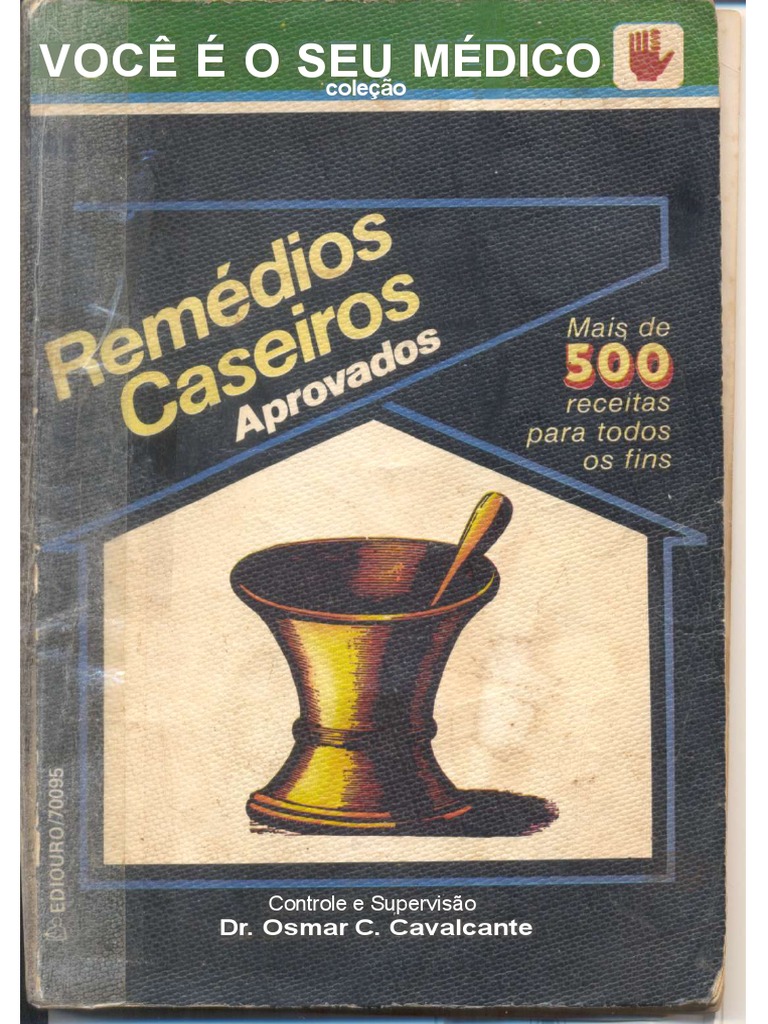 VOCÊ É O SEU MÉDICO
coleção
Remédios
Caseiros
Aprovados
Mais de
500
receitas
para todos
os fins
EDIOURO/70095
Controle e Supervisão
Dr. Osmar C. Cavalcante